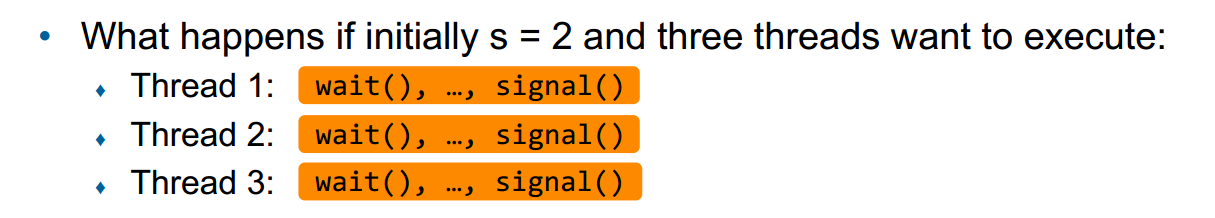 • What happens if initially s = 2 and three threads want to execute:
♦ Thread 1: wait(), …, signal()
♦ Thread 2: wait(), …, signal()
♦ Thread 3: wait(), …, signal()